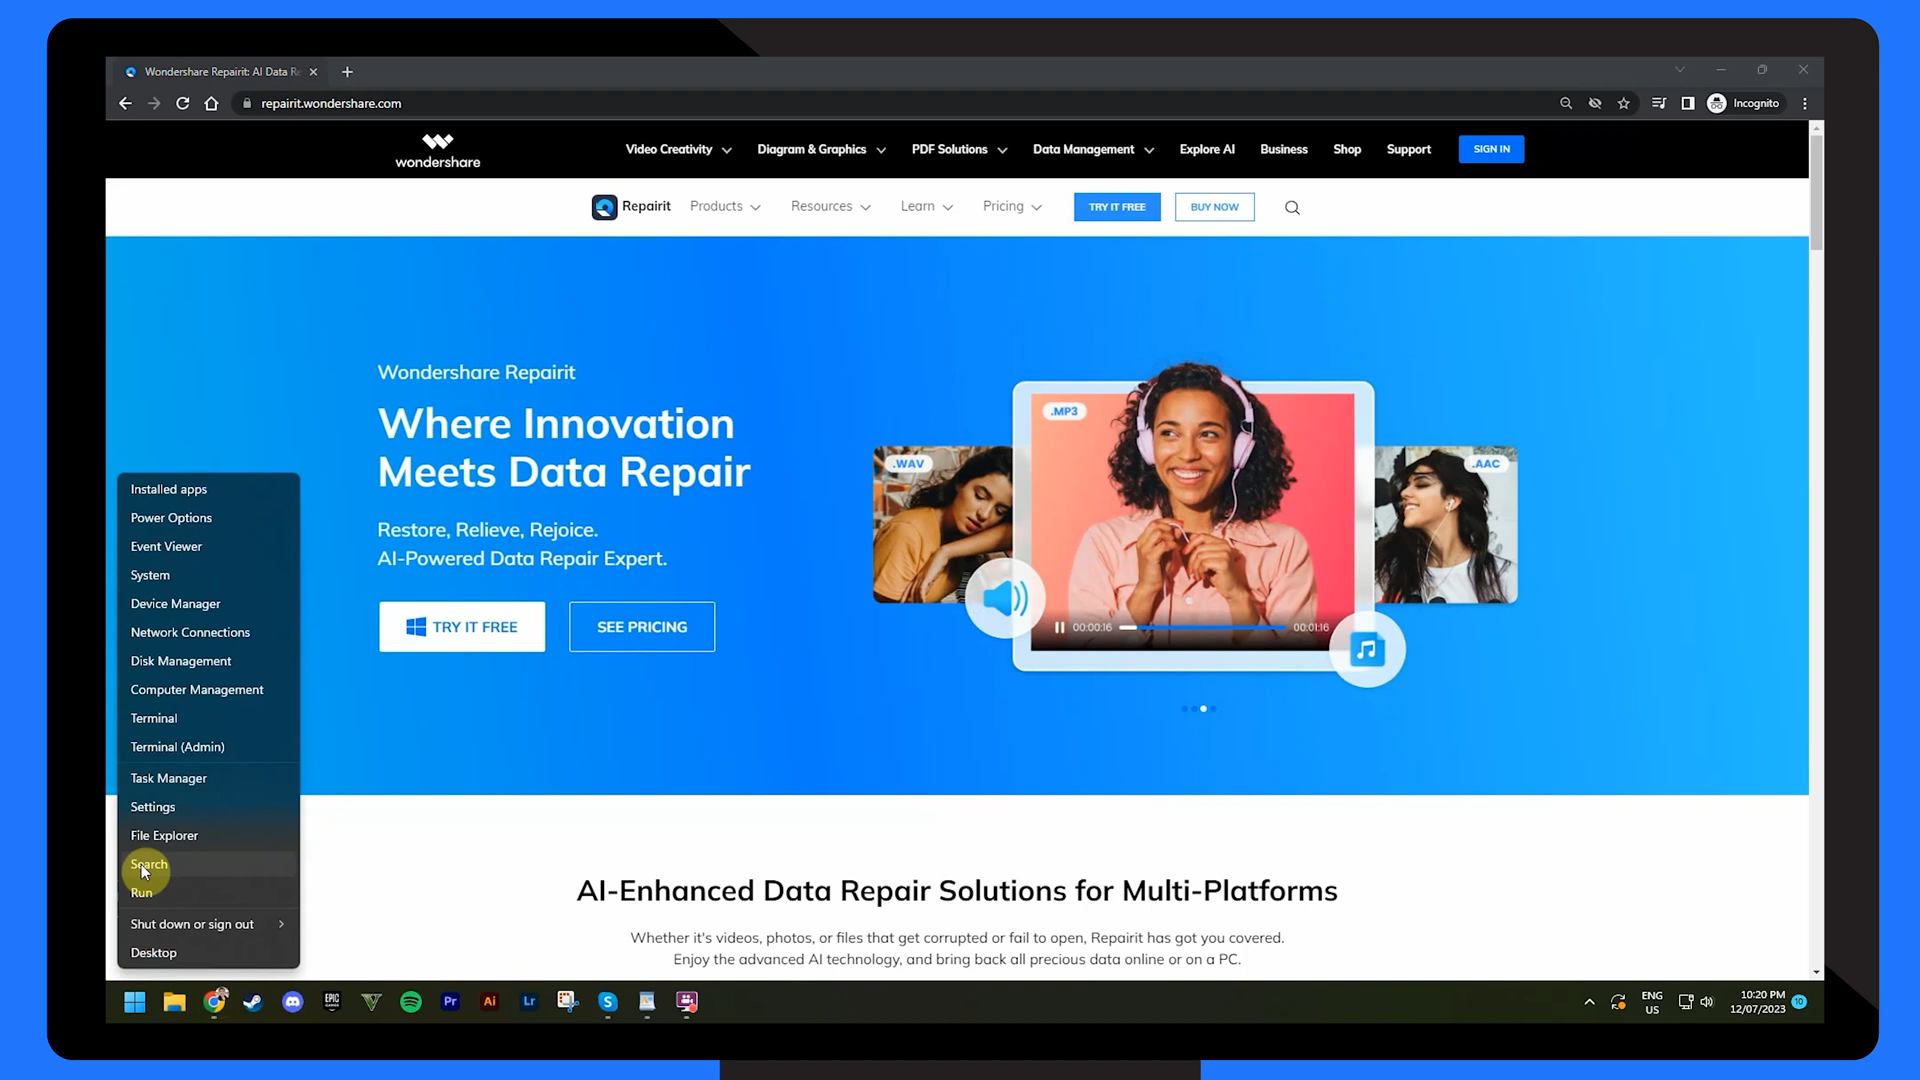 Wondershare Repairit: AI Data Re
repairit.wondershare.com
Incognito
wondershare
Video Creativity
Diagram & Graphics
PDF Solutions
Data Management
Explore AI
Business
Shop
Support
SIGN IN
Repairit
Products
Resources
Learn
Pricing
TRY IT FREE
BUY NOW
Wondershare Repairit
Where Innovation
Meets Data Repair
Restore, Relieve, Rejoice.
AI-Powered Data Repair Expert.
TRY IT FREE
SEE PRICING
.MP3
.WAV
.AAC
00:00:16
00:01:16
Installed apps
Power Options
Event Viewer
System
Device Manager
Network Connections
Disk Management
Computer Management
Terminal
Terminal (Admin)
Task Manager
Settings
File Explorer
Search
Run
Shut down or sign out
Desktop
AI-Enhanced Data Repair Solutions for Multi-Platforms
Whether it's videos, photos, or files that get corrupted or fail to open, Repairit has got you covered.
Enjoy the advanced AI technology, and bring back all precious data online or on a PC.
EPIC
GAMES
Pr
Ai
Lr
S
ENG
US
10:20 PM
12/07/2023
10